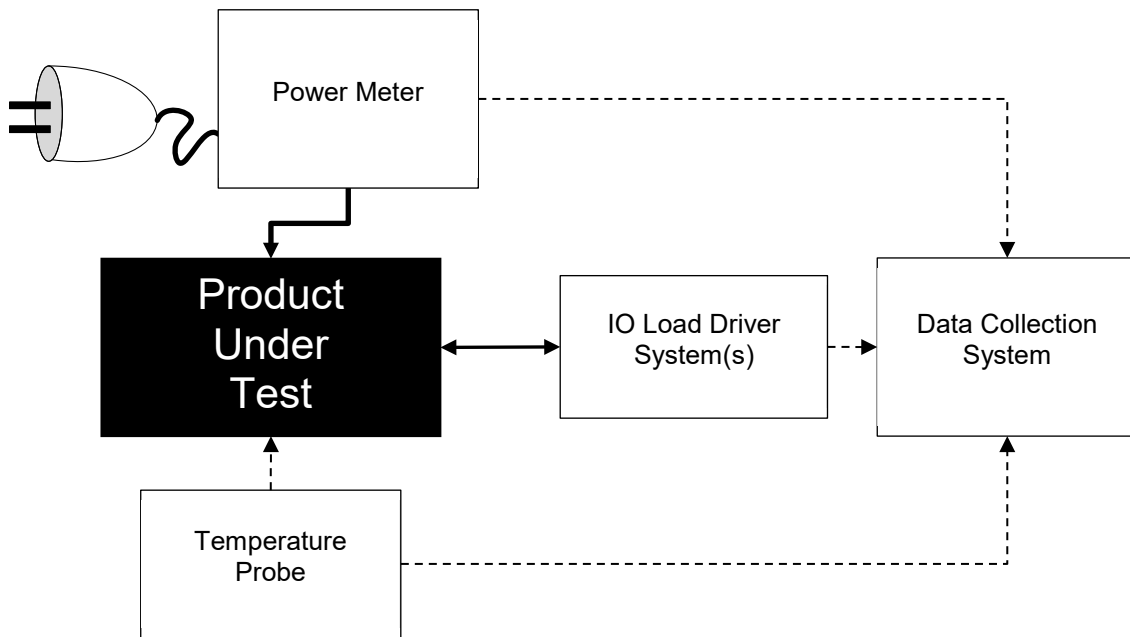 Power Meter
Product
Under
Test
IO Load Driver
System(s)
Data Collection
System
Temperature
Probe